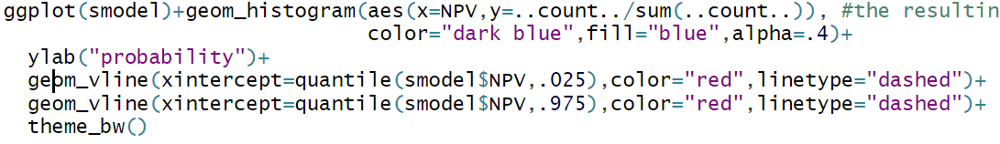 ggplot(smodel)+geom_histogram(aes(x=NPV,y=..count../sum(..count..)), #the resultin
color="dark blue",fill="blue",alpha=.4)+
ylab("probability")+
geom_vline(xintercept=quantile(smodel$NPV,.025),color="red",linetype="dashed")+
geom_vline(xintercept=quantile(smodel$NPV,.975),color="red",linetype="dashed")+
theme_bw()